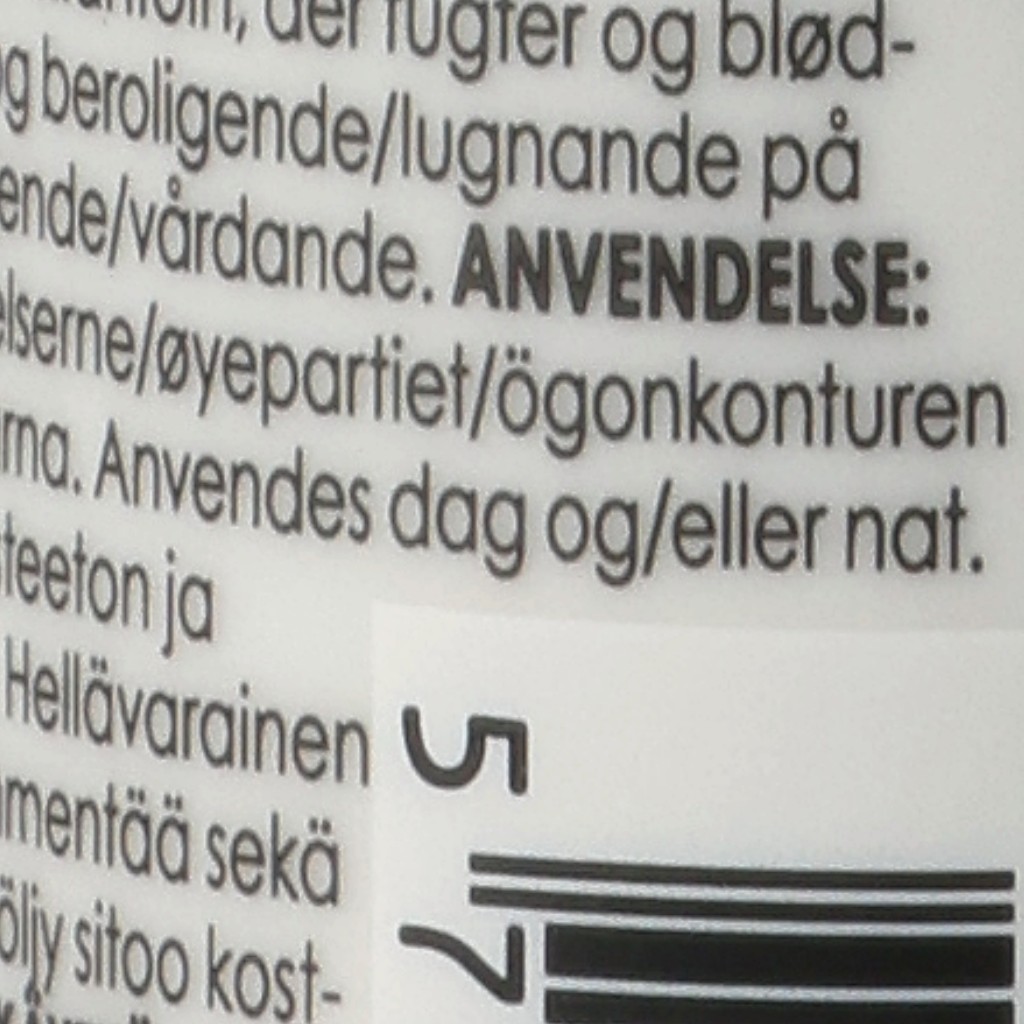 der fugter og blød-
og beroligende/lugnande på
ende/vårdande. ANVENDELSE:
elserne/øyepartiet/ögonkonturen
rna. Anvendes dag og/eller nat.
teeton ja
Hellävarainen
mentää sekä
öljy sitoo kost-
5 7